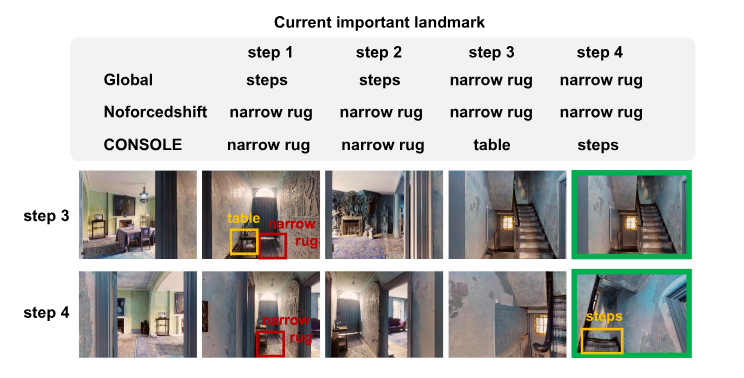 Current important landmark
step 1 step 2 step 3 step 4
Global steps steps narrow rug narrow rug
Noforcedshift narrow rug narrow rug narrow rug narrow rug
CONSOLE narrow rug narrow rug table steps
step 3
table
narrow
rug
step 4
narrow
rug
steps